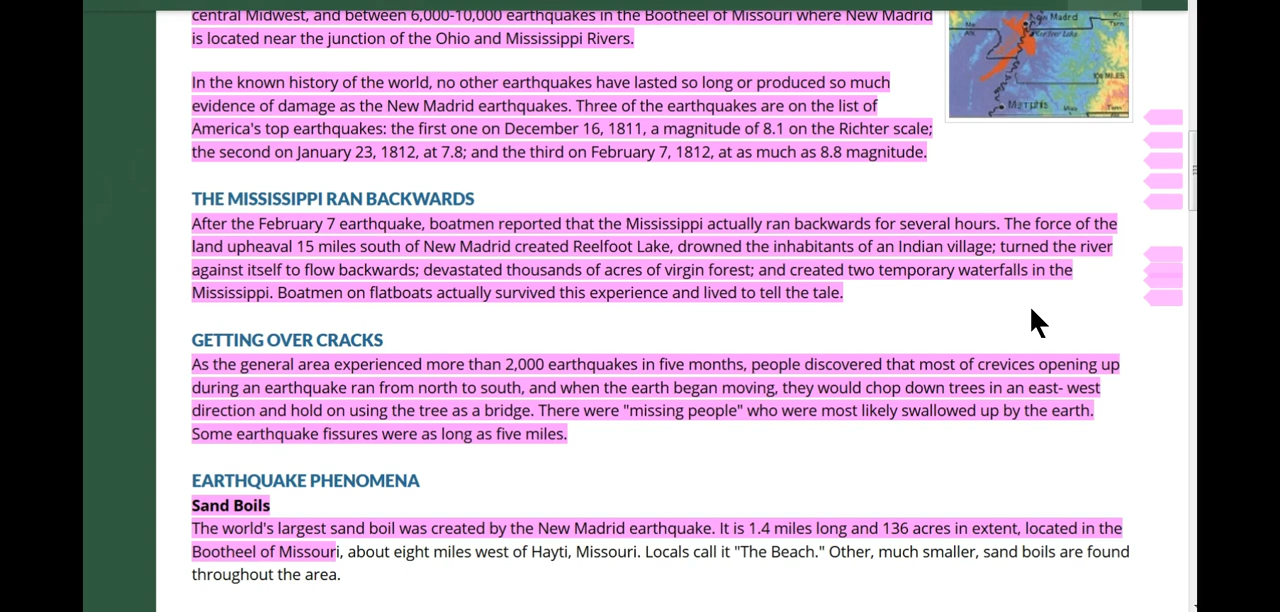 central Midwest, and between 6,000-10,000 earthquakes in the Bootheel of Missouri where New Madrid
is located near the junction of the Ohio and Mississippi Rivers.
In the known history of the world, no other earthquakes have lasted so long or produced so much
evidence of damage as the New Madrid earthquakes. Three of the earthquakes are on the list of
America's top earthquakes: the first one on December 16, 1811, a magnitude of 8.1 on the Richter scale;
the second on January 23, 1812, at 7.8; and the third on February 7, 1812, at as much as 8.8 magnitude.
Memphis
THE MISSISSIPPI RAN BACKWARDS
After the February 7 earthquake, boatmen reported that the Mississippi actually ran backwards for several hours. The force of the
land upheaval 15 miles south of New Madrid created Reelfoot Lake, drowned the inhabitants of an Indian village; turned the river
against itself to flow backwards; devastated thousands of acres of virgin forest; and created two temporary waterfalls in the
Mississippi. Boatmen on flatboats actually survived this experience and lived to tell the tale.
GETTING OVER CRACKS
As the general area experienced more than 2,000 earthquakes in five months, people discovered that most of crevices opening up
during an earthquake ran from north to south, and when the earth began moving, they would chop down trees in an east- west
direction and hold on using the tree as a bridge. There were "missing people" who were most likely swallowed up by the earth.
Some earthquake fissures were as long as five miles.
EARTHQUAKE PHENOMENA
Sand Boils
The world's largest sand boil was created by the New Madrid earthquake. It is 1.4 miles long and 136 acres in extent, located in the
Bootheel of Missouri, about eight miles west of Hayti, Missouri. Locals call it "The Beach." Other, much smaller, sand boils are found
throughout the area.